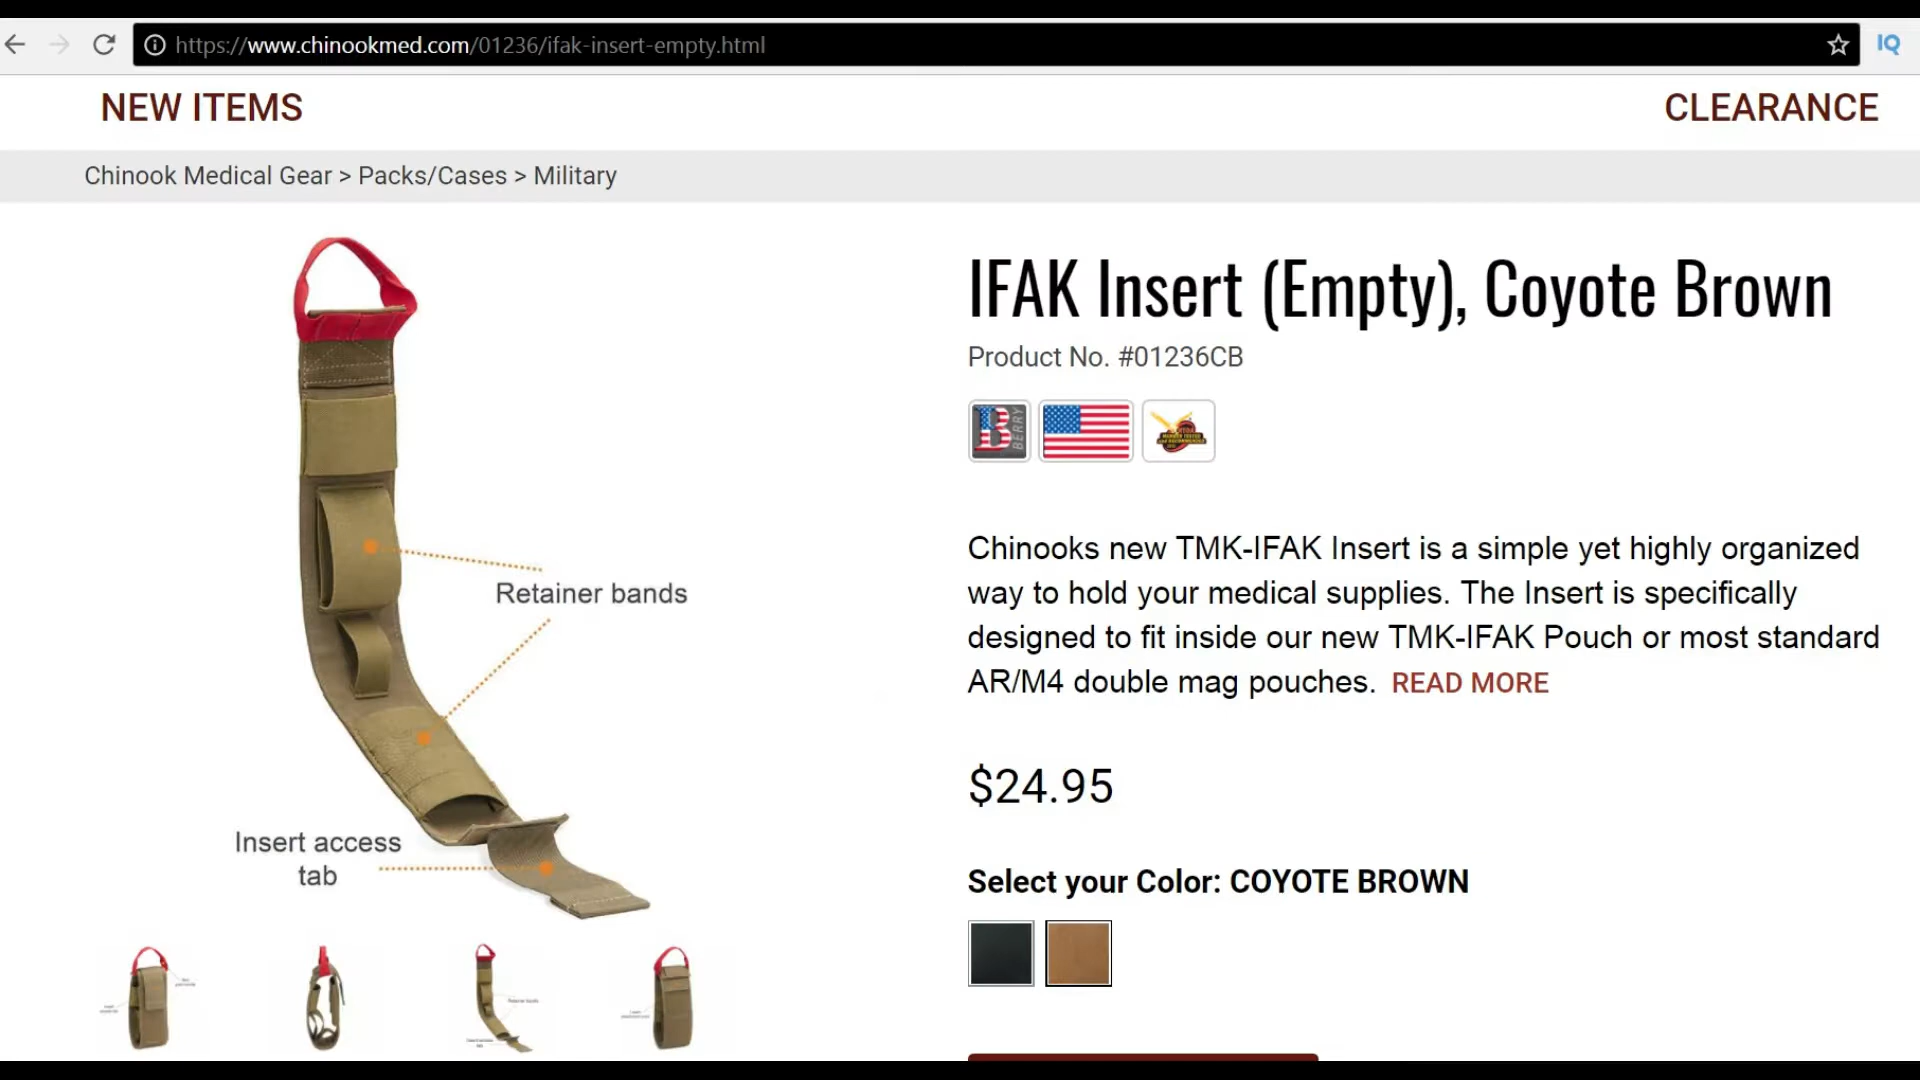 https://www.chinookmed.com/01236/ifak-insert-empty.html
IQ
NEW ITEMS
CLEARANCE
Chinook Medical Gear > Packs/Cases > Military
IFAK Insert (Empty), Coyote Brown
Product No. #01236CB
B BERRY
Chinooks new TMK-IFAK Insert is a simple yet highly organized
way to hold your medical supplies. The Insert is specifically
designed to fit inside our new TMK-IFAK Pouch or most standard
AR/M4 double mag pouches. READ MORE
$24.95
Select your Color: COYOTE BROWN
Retainer bands
Insert access
tab